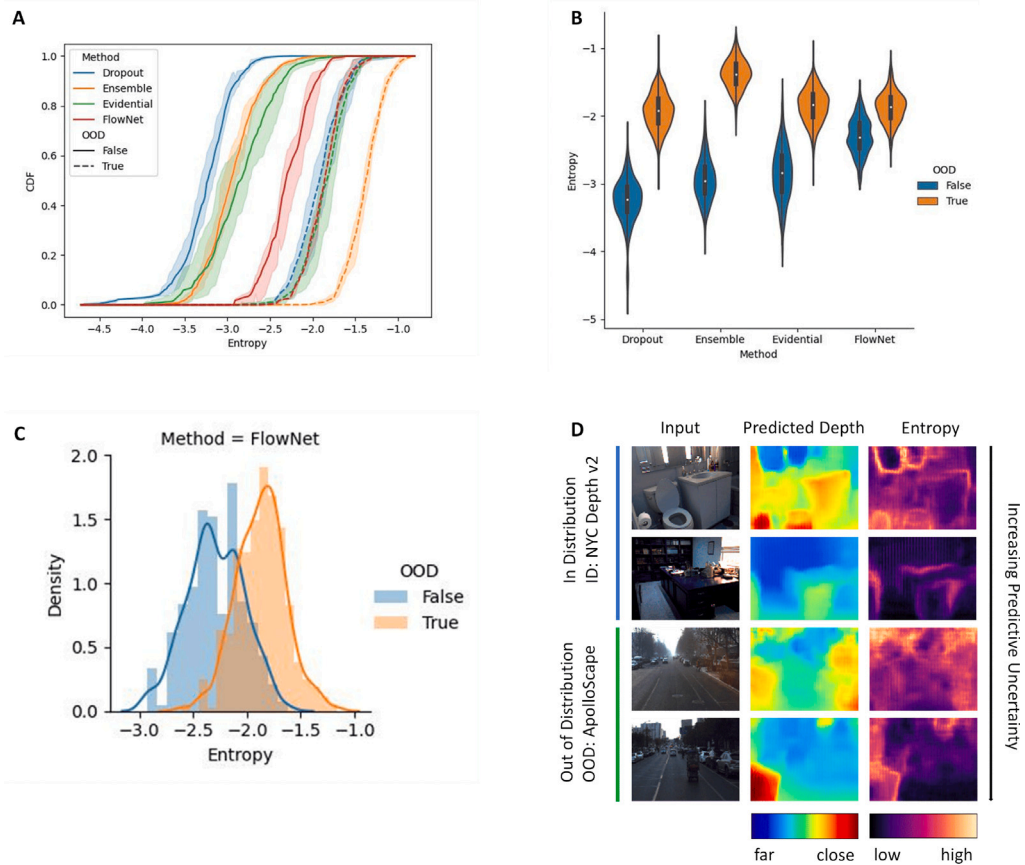 A
Method
Dropout
Ensemble
Evidential
FlowNet
OOD
False
True
CDF
1.0
0.8
0.6
0.4
0.2
0.0
−4.5 −4.0 −3.5 −3.0 −2.5 −2.0 −1.5 −1.0
Entropy
B
Entropy
−1
−2
−3
−4
−5
OOD
False
True
Dropout Ensemble Evidential FlowNet
Method
C
Method = FlowNet
Density
2.0
1.5
1.0
0.5
0.0
OOD
False
True
−3.0 −2.5 −2.0 −1.5 −1.0
Entropy
D
Input Predicted Depth Entropy
In Distribution
ID: NYC Depth v2
Out of Distribution
OOD: ApolloScape
Increasing Predictive Uncertainty
far close low high